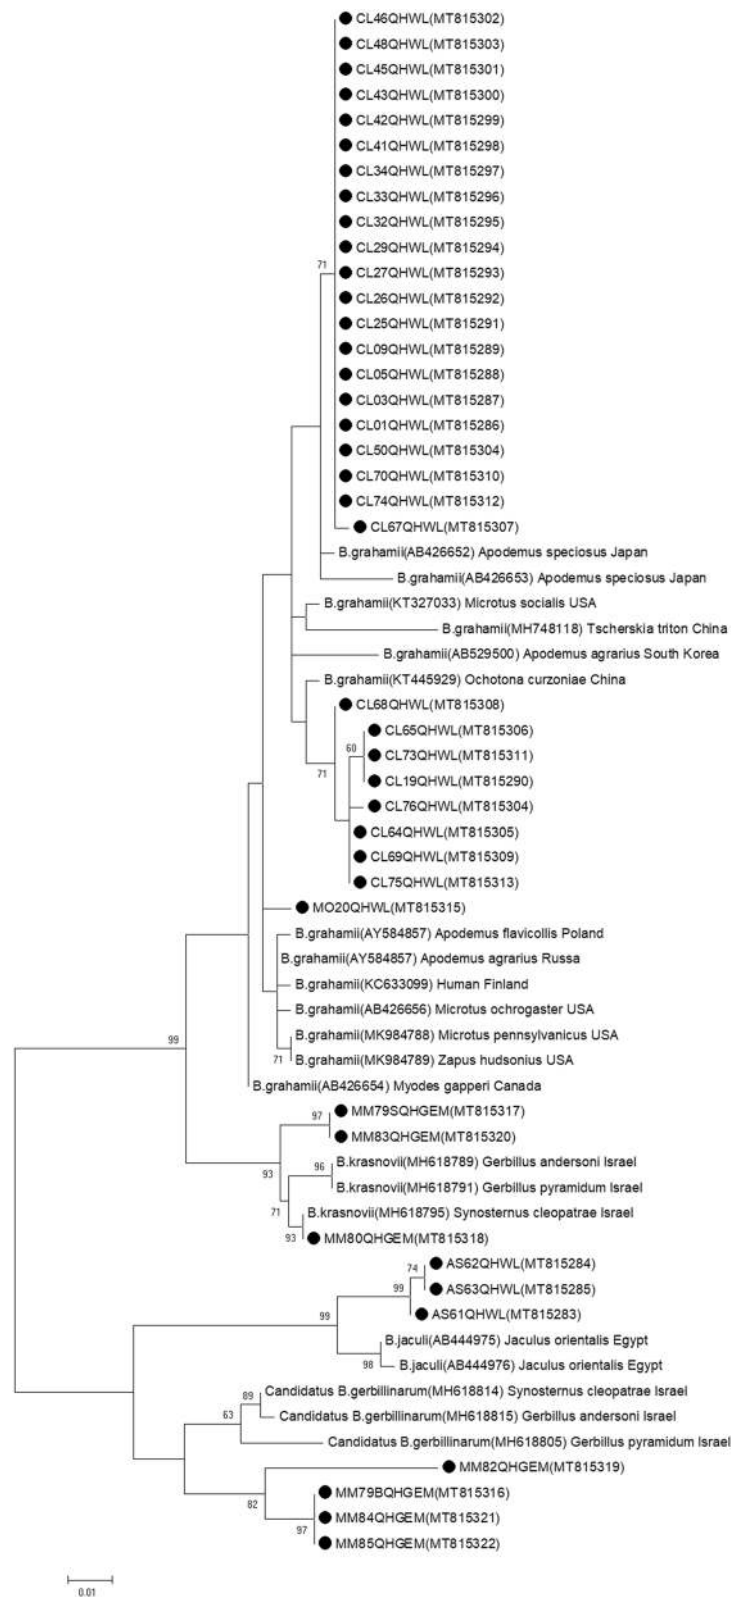 CL46QHWL(MT815302)
CL48QHWL(MT815303)
CL45QHWL(MT815301)
CL43QHWL(MT815300)
CL42QHWL(MT815299)
CL41QHWL(MT815298)
CL34QHWL(MT815297)
CL33QHWL(MT815296)
CL32QHWL(MT815295)
CL29QHWL(MT815294)
71
CL27QHWL(MT815293)
CL26QHWL(MT815292)
CL25QHWL(MT815291)
CL09QHWL(MT815289)
CL05QHWL(MT815288)
CL03QHWL(MT815287)
CL01QHWL(MT815286)
CL50QHWL(MT815304)
CL70QHWL(MT815310)
CL74QHWL(MT815312)
CL67QHWL(MT815307)
B.grahamii(AB426652) Apodemus speciosus Japan
B.grahamii(AB426653) Apodemus speciosus Japan
B.grahamii(KT327033) Microtus socialis USA
B.grahamii(MH748118) Tscherskia triton China
B.grahamii(AB529500) Apodemus agrarius South Korea
B.grahamii(KT445929) Ochotona curzoniae China
CL68QHWL(MT815308)
CL65QHWL(MT815306)
60
CL73QHWL(MT815311)
71
CL19QHWL(MT815290)
CL76QHWL(MT815304)
CL64QHWL(MT815305)
CL69QHWL(MT815309)
CL75QHWL(MT815313)
MO20QHWL(MT815315)
B.grahamii(AY584857) Apodemus flavicollis Poland
B.grahamii(AY584857) Apodemus agrarius Russa
B.grahamii(KC633099) Human Finland
B.grahamii(AB426656) Microtus ochrogaster USA
B.grahamii(MK984788) Microtus pennsylvanicus USA
99
71
B.grahamii(MK984789) Zapus hudsonius USA
B.grahamii(AB426654) Myodes gapperi Canada
97
MM79SQHGEM(MT815317)
MM83QHGEM(MT815320)
93
96
B.krasnovii(MH618789) Gerbillus andersoni Israel
B.krasnovii(MH618791) Gerbillus pyramidum Israel
71
B.krasnovii(MH618795) Synosternus cleopatrae Israel
93
MM80QHGEM(MT815318)
74
AS62QHWL(MT815284)
99
AS63QHWL(MT815285)
99
AS61QHWL(MT815283)
B.jaculi(AB444975) Jaculus orientalis Egypt
98
B.jaculi(AB444976) Jaculus orientalis Egypt
89
Candidatus B.gerbillinarum(MH618814) Synosternus cleopatrae Israel
63
Candidatus B.gerbillinarum(MH618815) Gerbillus andersoni Israel
Candidatus B.gerbillinarum(MH618805) Gerbillus pyramidum Israel
MM82QHGEM(MT815319)
82
MM79BQHGEM(MT815316)
MM84QHGEM(MT815321)
97
MM85QHGEM(MT815322)
0.01